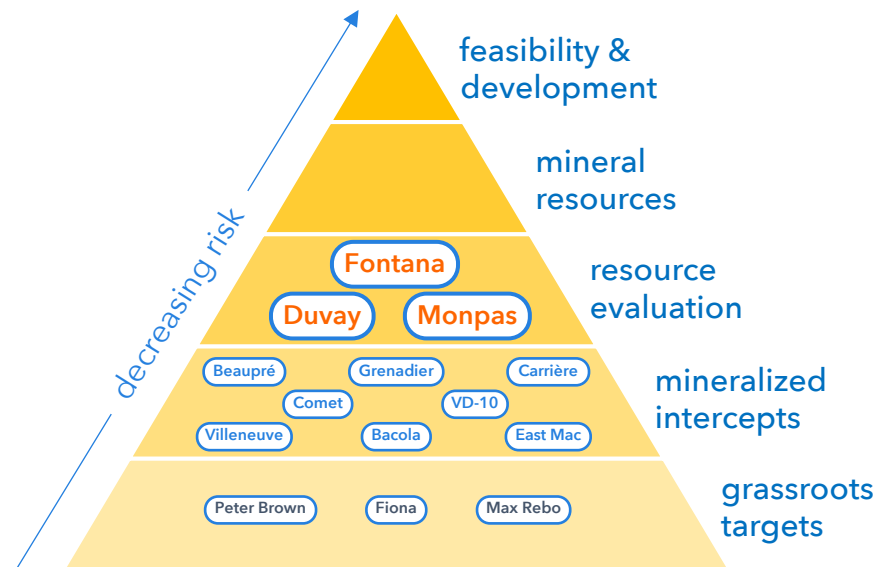 feasibility &
development
mineral
resources
decreasing risk
Fontana
Duvay Monpas
resource
evaluation
Beaupré Grenadier Carrière
Comet VD-10
Villeneuve Bacola East Mac
mineralized
intercepts
Peter Brown Fiona Max Rebo
grassroots
targets